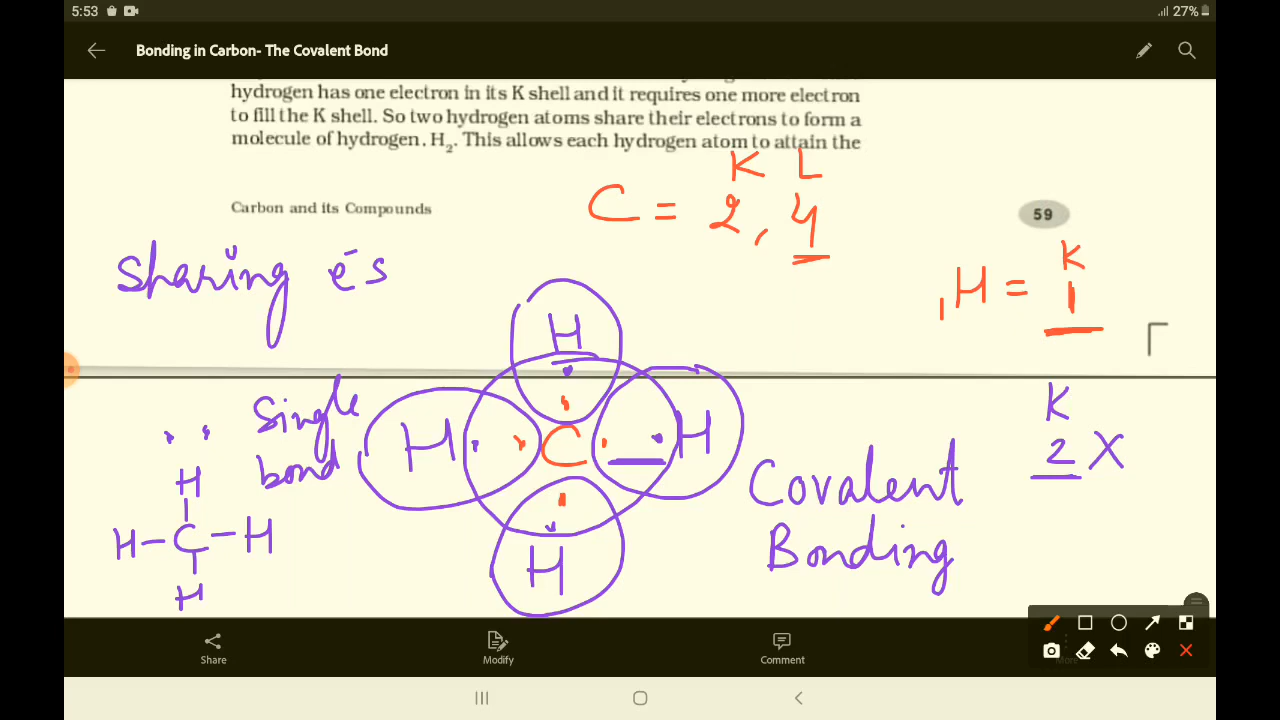 5:53
27%
Bonding in Carbon- The Covalent Bond
hydrogen has one electron in its K shell and it requires one more electron
to fill the K shell. So two hydrogen atoms share their electrons to form a
molecule of hydrogen, H₂. This allows each hydrogen atom to attain the
K L
C = 2, 4
Carbon and its Compounds
59
K
₁H = 1
Sharing e⁻s
H
H C H
H
Single
bond
H
H-C-H
H
Covalent
Bonding
K
2 X
Share
Modify
Comment
More